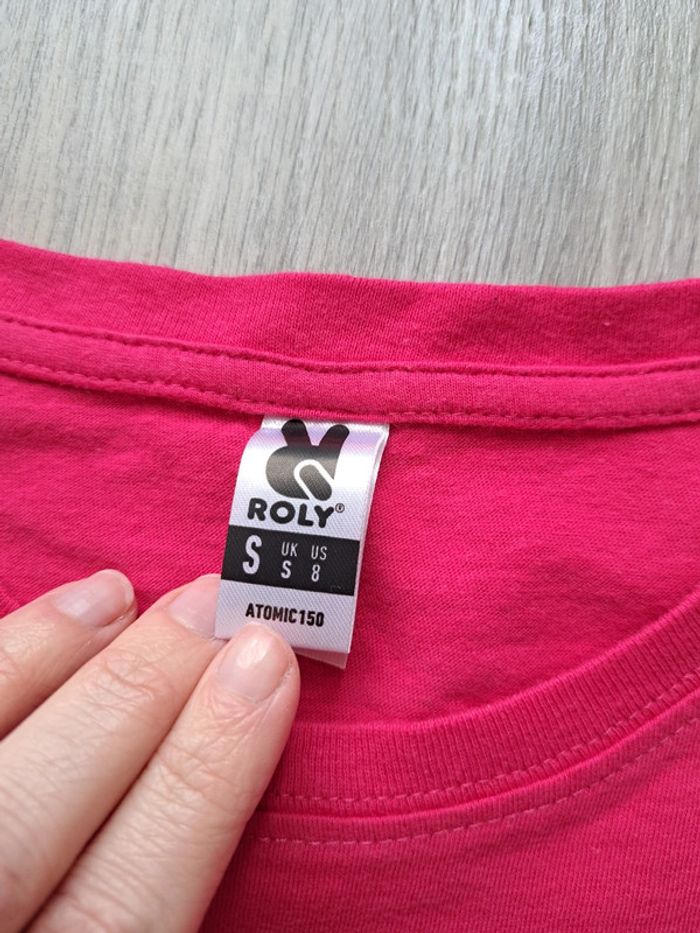 ROLY®
S UK US
S 8
ATOMIC150